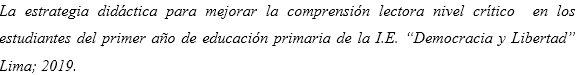 La estrategia didáctica para mejorar la comprensión lectora nivel crítico en los
estudiantes del primer año de educación primaria de la I.E. “Democracia y Libertad”
Lima; 2019.